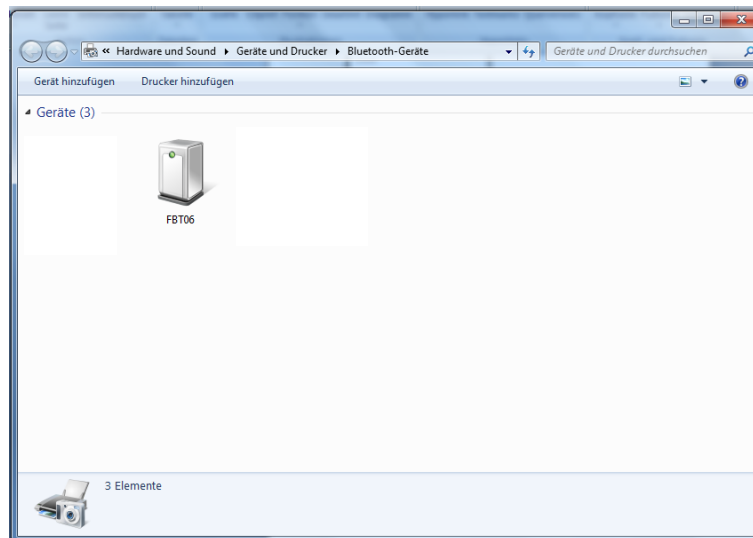 « Hardware und Sound ▸ Geräte und Drucker ▸ Bluetooth-Geräte
Geräte und Drucker durchsuchen
Gerät hinzufügen Drucker hinzufügen
Geräte (3)
FBT06
3 Elemente